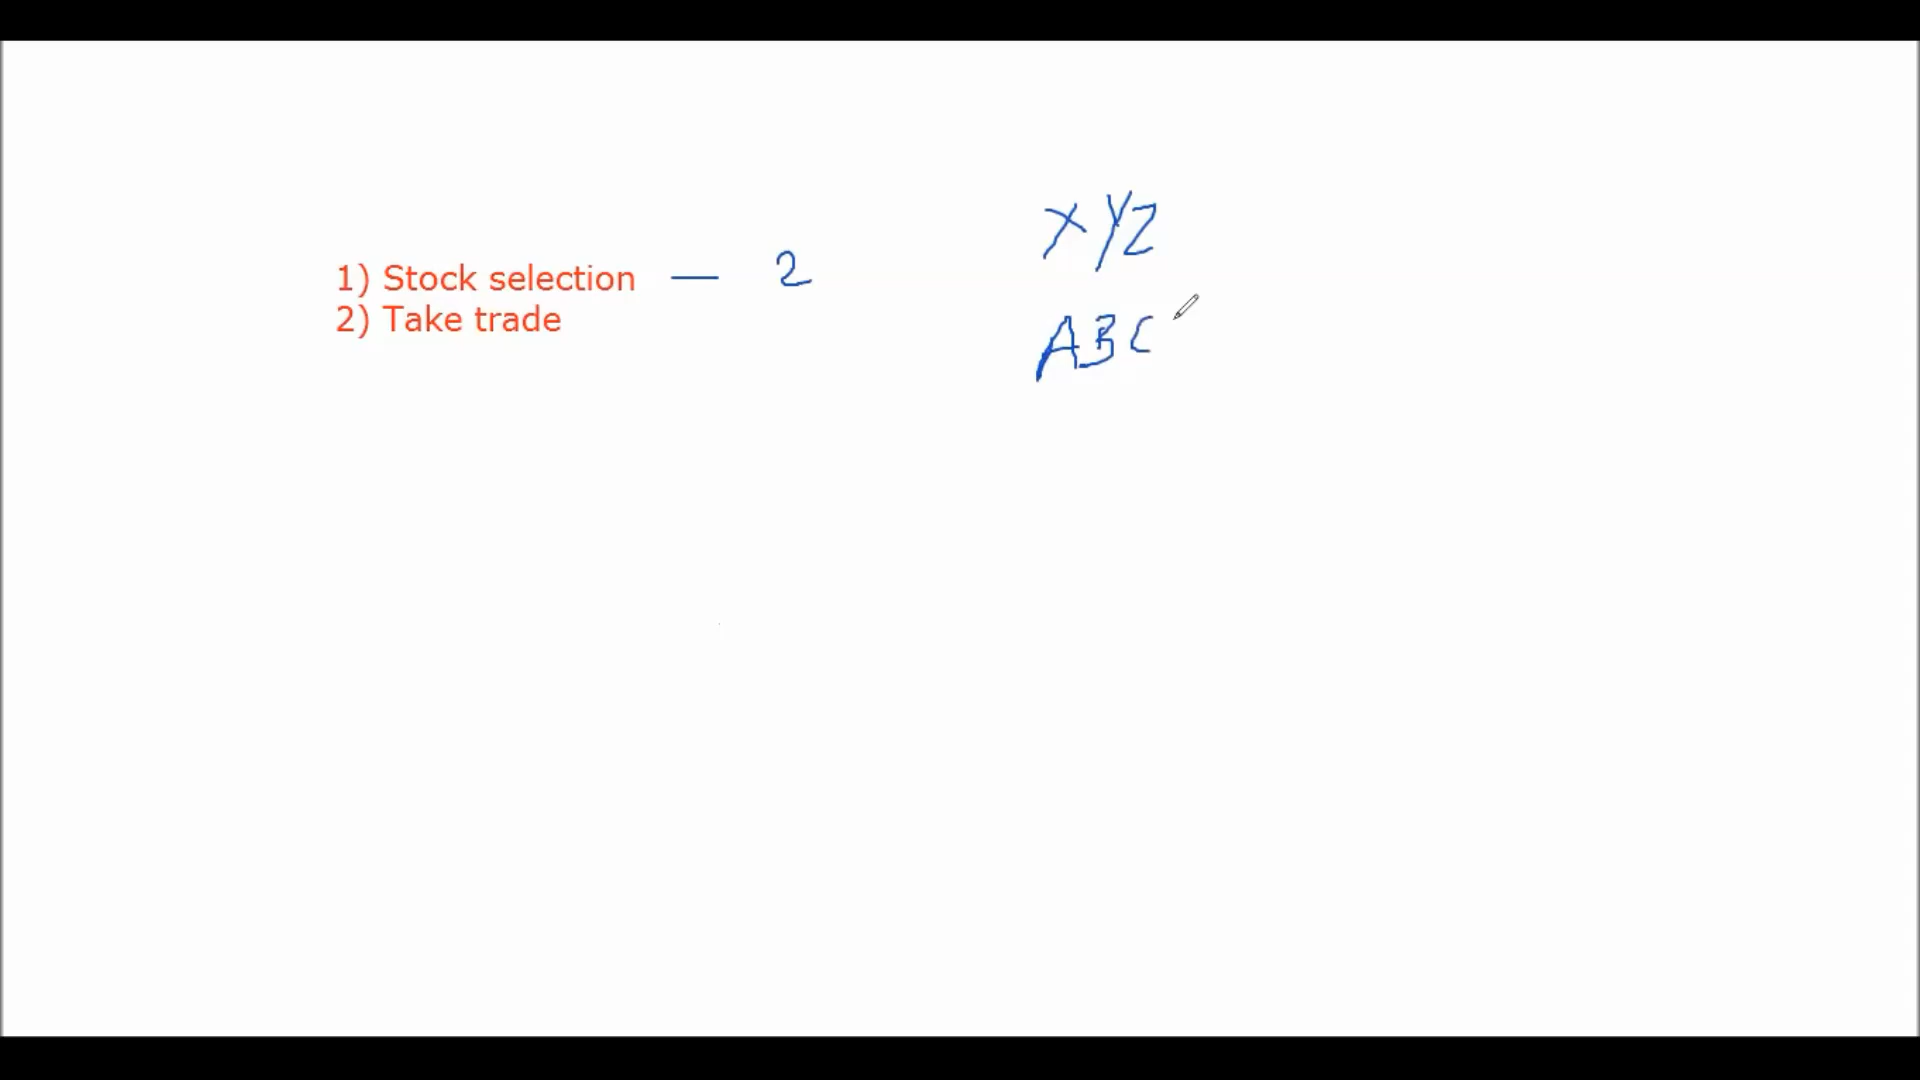 1) Stock selection — 2
2) Take trade
XYZ
ABC